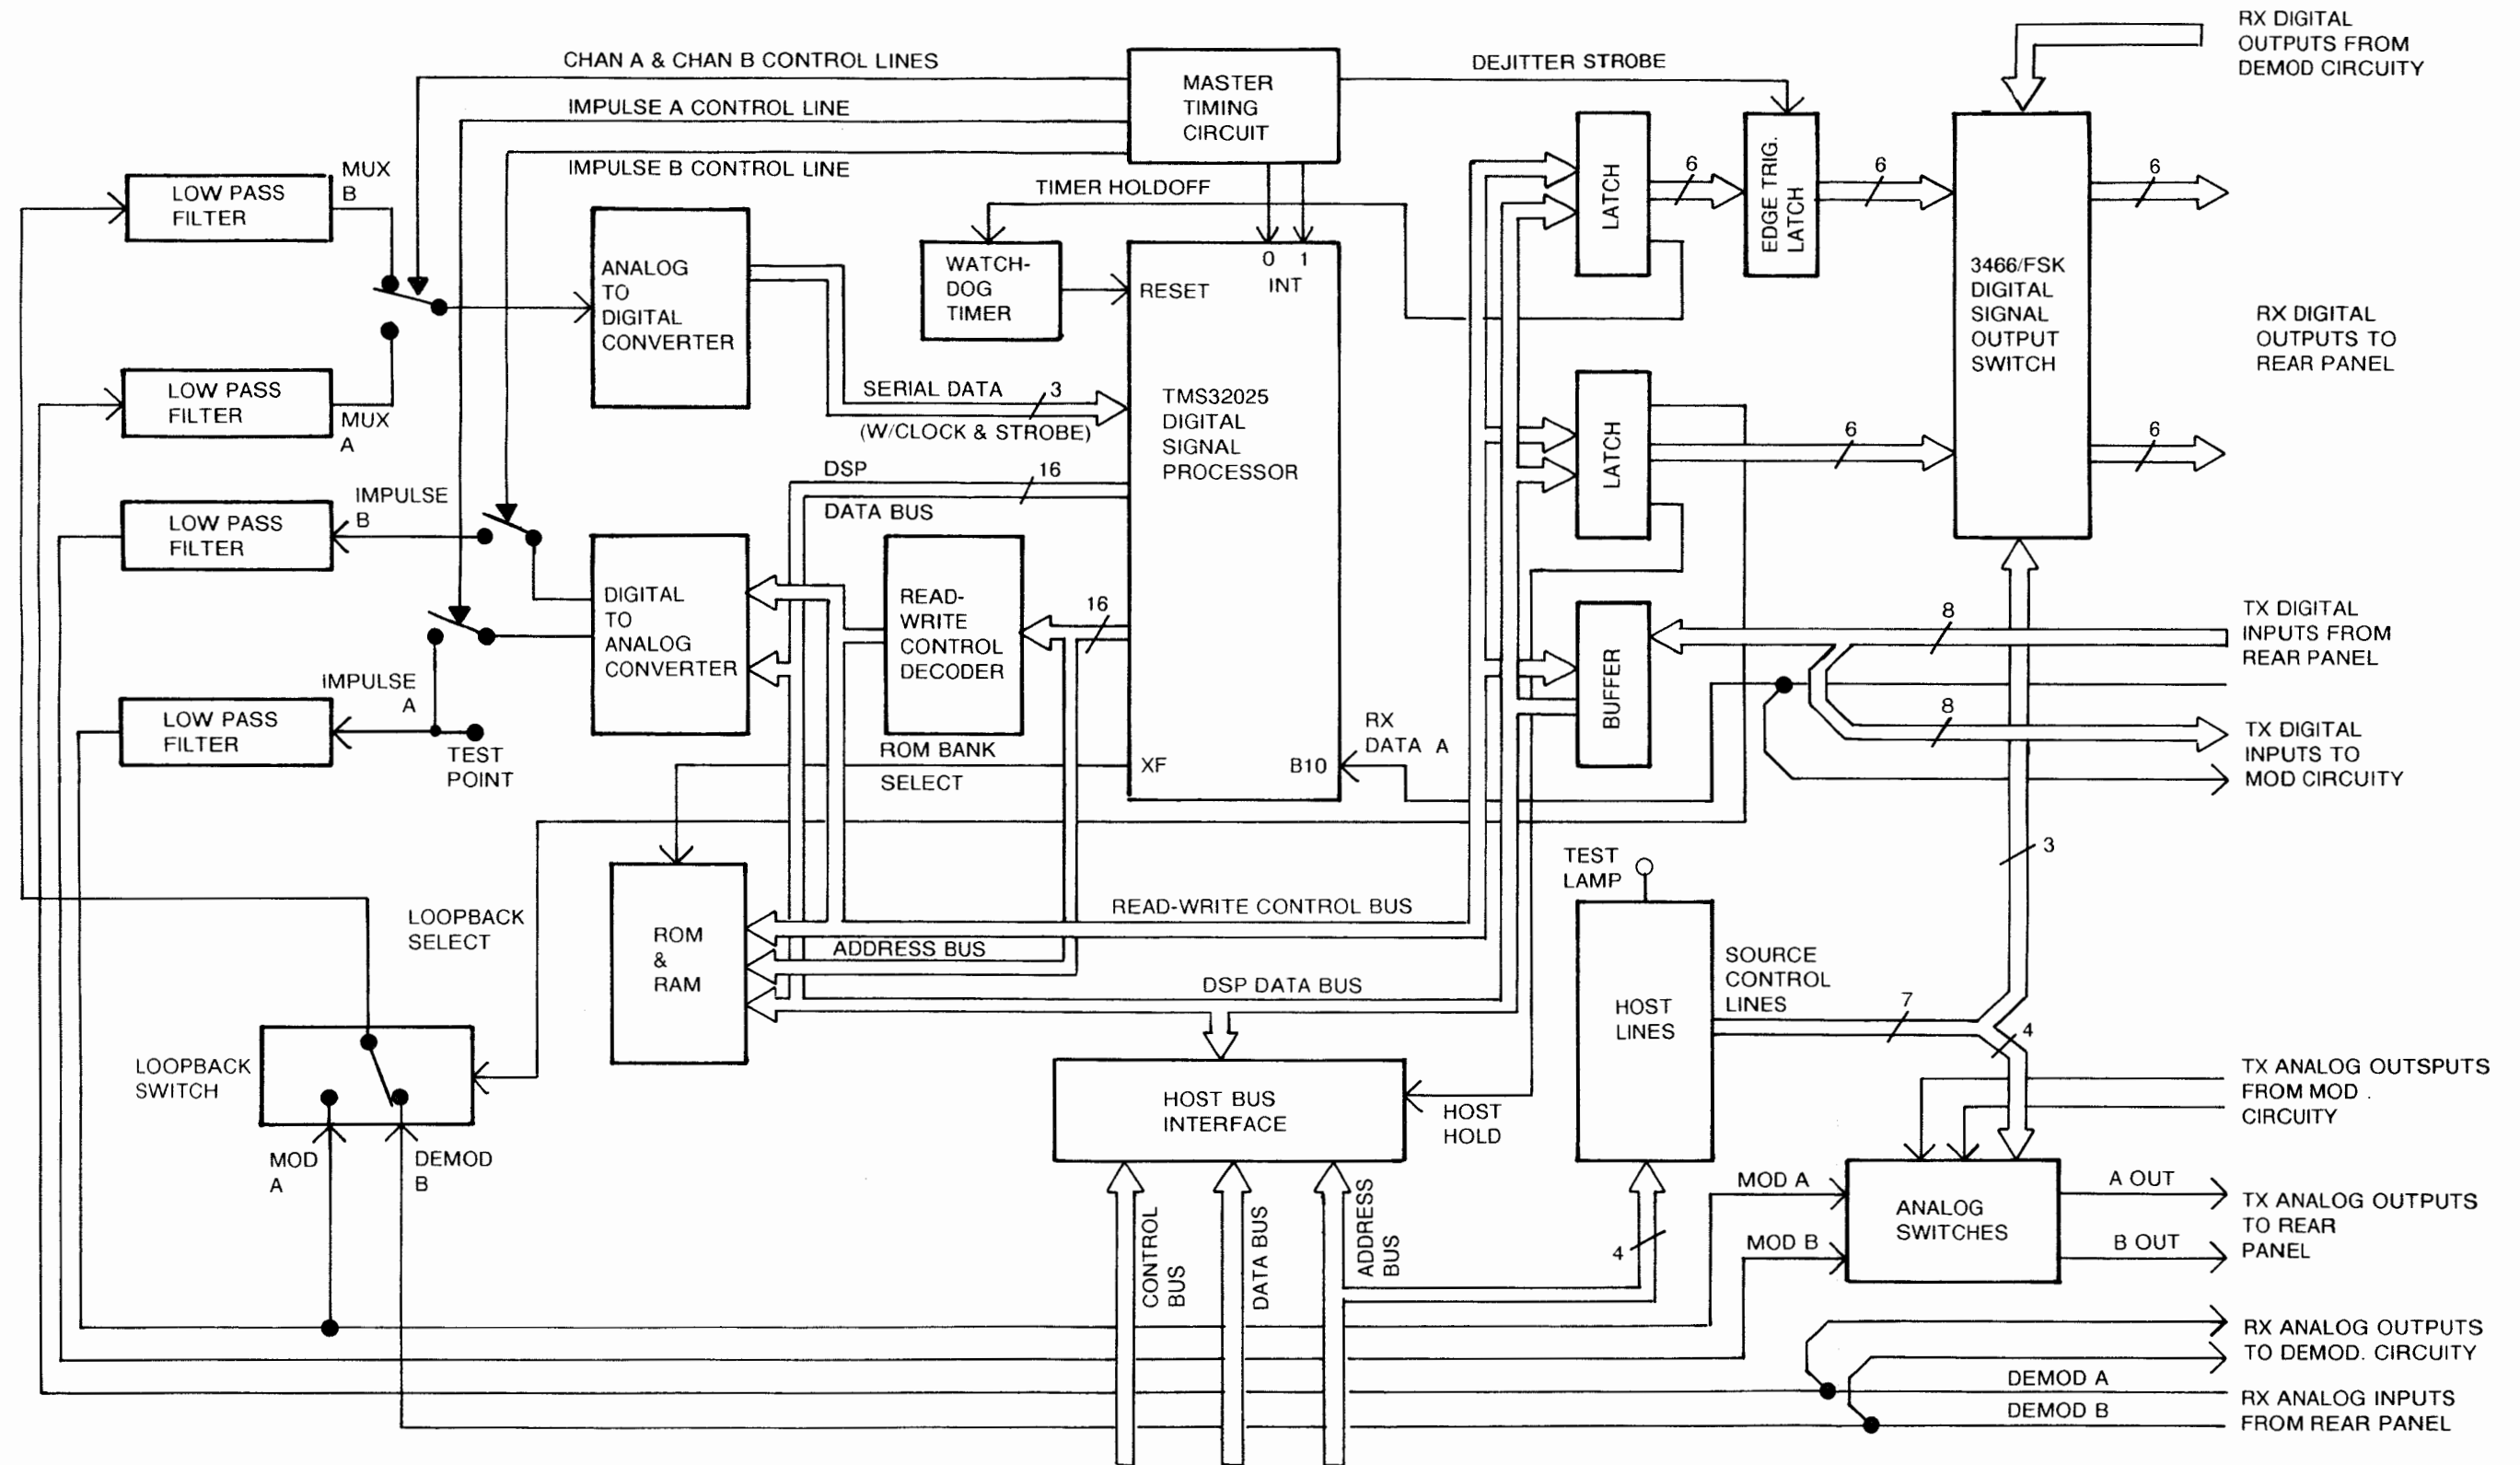 RX DIGITAL
OUTPUTS FROM
DEMOD CIRCUITY
CHAN A & CHAN B CONTROL LINES
MASTER
TIMING
CIRCUIT
DEJITTER STROBE
IMPULSE A CONTROL LINE
IMPULSE B CONTROL LINE
TIMER HOLDOFF
MUX
B
LOW PASS
FILTER
LATCH
6
EDGE TRIG.
LATCH
6
6
ANALOG
TO
DIGITAL
CONVERTER
WATCH-
DOG
TIMER
RESET
0 1
INT
3466/FSK
DIGITAL
SIGNAL
OUTPUT
SWITCH
RX DIGITAL
OUTPUTS TO
REAR PANEL
LOW PASS
FILTER
MUX
A
SERIAL DATA
3
(W/CLOCK & STROBE)
TMS32025
DIGITAL
SIGNAL
PROCESSOR
LATCH
6
6
DSP
16
DATA BUS
IMPULSE
B
LOW PASS
FILTER
DIGITAL
TO
ANALOG
CONVERTER
READ-
WRITE
CONTROL
DECODER
16
BUFFER
8
TX DIGITAL
INPUTS FROM
REAR PANEL
IMPULSE
A
LOW PASS
FILTER
TEST
POINT
ROM BANK
SELECT
XF
B10
RX
DATA A
8
TX DIGITAL
INPUTS TO
MOD CIRCUITY
3
TEST
LAMP
LOOPBACK
SELECT
ROM
&
RAM
READ-WRITE CONTROL BUS
ADDRESS BUS
DSP DATA BUS
HOST
LINES
SOURCE
CONTROL
LINES
7
4
LOOPBACK
SWITCH
HOST BUS
INTERFACE
HOST
HOLD
TX ANALOG OUTSPUTS
FROM MOD .
CIRCUITY
MOD
A
DEMOD
B
CONTROL
BUS
DATA BUS
ADDRESS
BUS
4
MOD A
MOD B
ANALOG
SWITCHES
A OUT
B OUT
TX ANALOG OUTPUTS
TO REAR
PANEL
RX ANALOG OUTPUTS
TO DEMOD. CIRCUITY
DEMOD A
DEMOD B
RX ANALOG INPUTS
FROM REAR PANEL